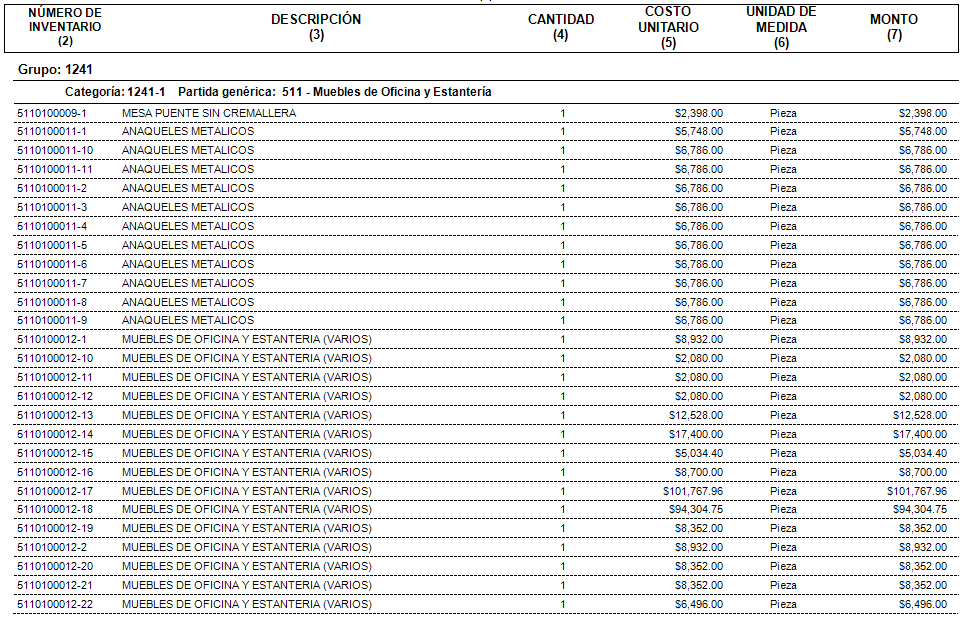 NÚMERO DE INVENTARIO (2) DESCRIPCIÓN (3) CANTIDAD (4) COSTO UNITARIO (5) UNIDAD DE MEDIDA (6) MONTO (7)
Grupo: 1241
Categoría: 1241-1 Partida genérica: 511 - Muebles de Oficina y Estantería
5110100009-1 MESA PUENTE SIN CREMALLERA 1 $2,398.00 Pieza $2,398.00
5110100011-1 ANAQUELES METALICOS 1 $5,748.00 Pieza $5,748.00
5110100011-10 ANAQUELES METALICOS 1 $6,786.00 Pieza $6,786.00
5110100011-11 ANAQUELES METALICOS 1 $6,786.00 Pieza $6,786.00
5110100011-2 ANAQUELES METALICOS 1 $6,786.00 Pieza $6,786.00
5110100011-3 ANAQUELES METALICOS 1 $6,786.00 Pieza $6,786.00
5110100011-4 ANAQUELES METALICOS 1 $6,786.00 Pieza $6,786.00
5110100011-5 ANAQUELES METALICOS 1 $6,786.00 Pieza $6,786.00
5110100011-6 ANAQUELES METALICOS 1 $6,786.00 Pieza $6,786.00
5110100011-7 ANAQUELES METALICOS 1 $6,786.00 Pieza $6,786.00
5110100011-8 ANAQUELES METALICOS 1 $6,786.00 Pieza $6,786.00
5110100011-9 ANAQUELES METALICOS 1 $6,786.00 Pieza $6,786.00
5110100012-1 MUEBLES DE OFICINA Y ESTANTERIA (VARIOS) 1 $8,932.00 Pieza $8,932.00
5110100012-10 MUEBLES DE OFICINA Y ESTANTERIA (VARIOS) 1 $2,080.00 Pieza $2,080.00
5110100012-11 MUEBLES DE OFICINA Y ESTANTERIA (VARIOS) 1 $2,080.00 Pieza $2,080.00
5110100012-12 MUEBLES DE OFICINA Y ESTANTERIA (VARIOS) 1 $2,080.00 Pieza $2,080.00
5110100012-13 MUEBLES DE OFICINA Y ESTANTERIA (VARIOS) 1 $12,528.00 Pieza $12,528.00
5110100012-14 MUEBLES DE OFICINA Y ESTANTERIA (VARIOS) 1 $17,400.00 Pieza $17,400.00
5110100012-15 MUEBLES DE OFICINA Y ESTANTERIA (VARIOS) 1 $5,034.40 Pieza $5,034.40
5110100012-16 MUEBLES DE OFICINA Y ESTANTERIA (VARIOS) 1 $8,700.00 Pieza $8,700.00
5110100012-17 MUEBLES DE OFICINA Y ESTANTERIA (VARIOS) 1 $101,767.96 Pieza $101,767.96
5110100012-18 MUEBLES DE OFICINA Y ESTANTERIA (VARIOS) 1 $94,304.75 Pieza $94,304.75
5110100012-19 MUEBLES DE OFICINA Y ESTANTERIA (VARIOS) 1 $8,352.00 Pieza $8,352.00
5110100012-2 MUEBLES DE OFICINA Y ESTANTERIA (VARIOS) 1 $8,932.00 Pieza $8,932.00
5110100012-20 MUEBLES DE OFICINA Y ESTANTERIA (VARIOS) 1 $8,352.00 Pieza $8,352.00
5110100012-21 MUEBLES DE OFICINA Y ESTANTERIA (VARIOS) 1 $8,352.00 Pieza $8,352.00
5110100012-22 MUEBLES DE OFICINA Y ESTANTERIA (VARIOS) 1 $6,496.00 Pieza $6,496.00